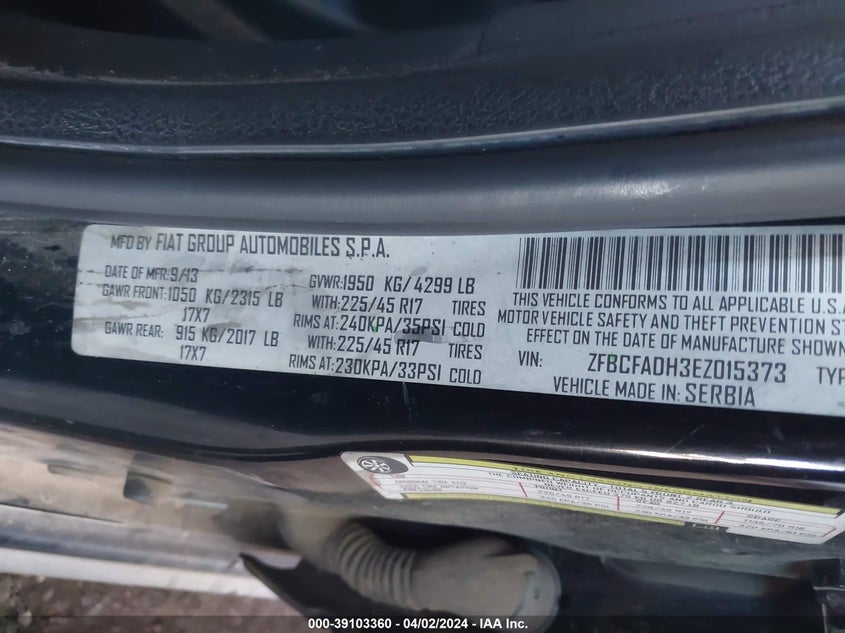 MFD BY FIAT GROUP AUTOMOBILES S.P.A.
DATE OF MFR: 9/13 GVWR: 1950 KG/4299 LB
GAWR FRONT: 1050 KG/2315 LB WITH: 225/45 R17 TIRES
17X7 RIMS AT: 240KPA/35PSI COLD
GAWR REAR: 915 KG/2017 LB WITH: 225/45 R17 TIRES
17X7 RIMS AT: 230KPA/33PSI COLD
THIS VEHICLE CONFORMS TO ALL APPLICABLE U.S.A
MOTOR VEHICLE SAFETY AND THEFT PREVENTION
EFFECT ON THE DATE OF MANUFACTURE SHOWN
VIN: ZFBCFADH3EZ015373
VEHICLE MADE IN: SERBIA
000-39103360 - 04/02/2024 - IAA Inc.